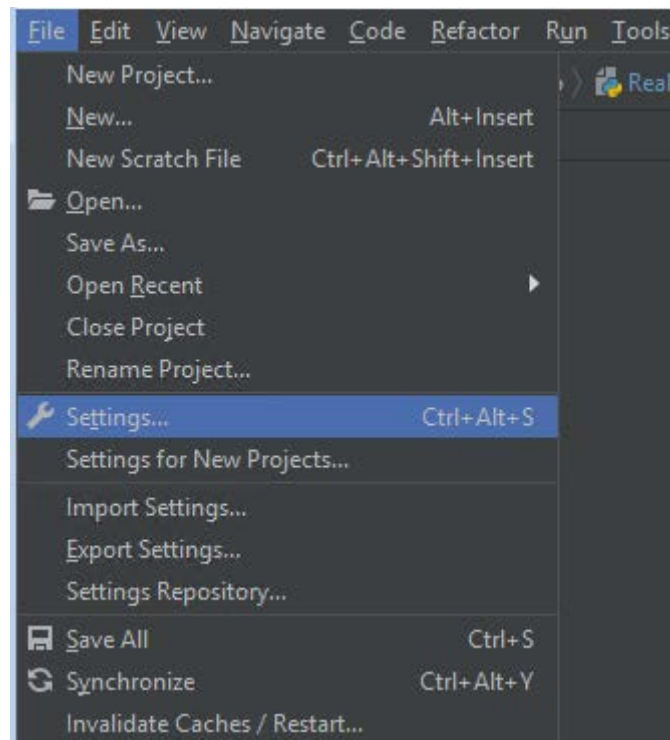 File Edit View Navigate Code Refactor Run Tools
New Project...
New... Alt+Insert
New Scratch File Ctrl+Alt+Shift+Insert
Open...
Save As...
Open Recent
Close Project
Rename Project...
Settings... Ctrl+Alt+S
Settings for New Projects...
Import Settings...
Export Settings...
Settings Repository...
Save All Ctrl+S
Synchronize Ctrl+Alt+Y
Invalidate Caches / Restart...